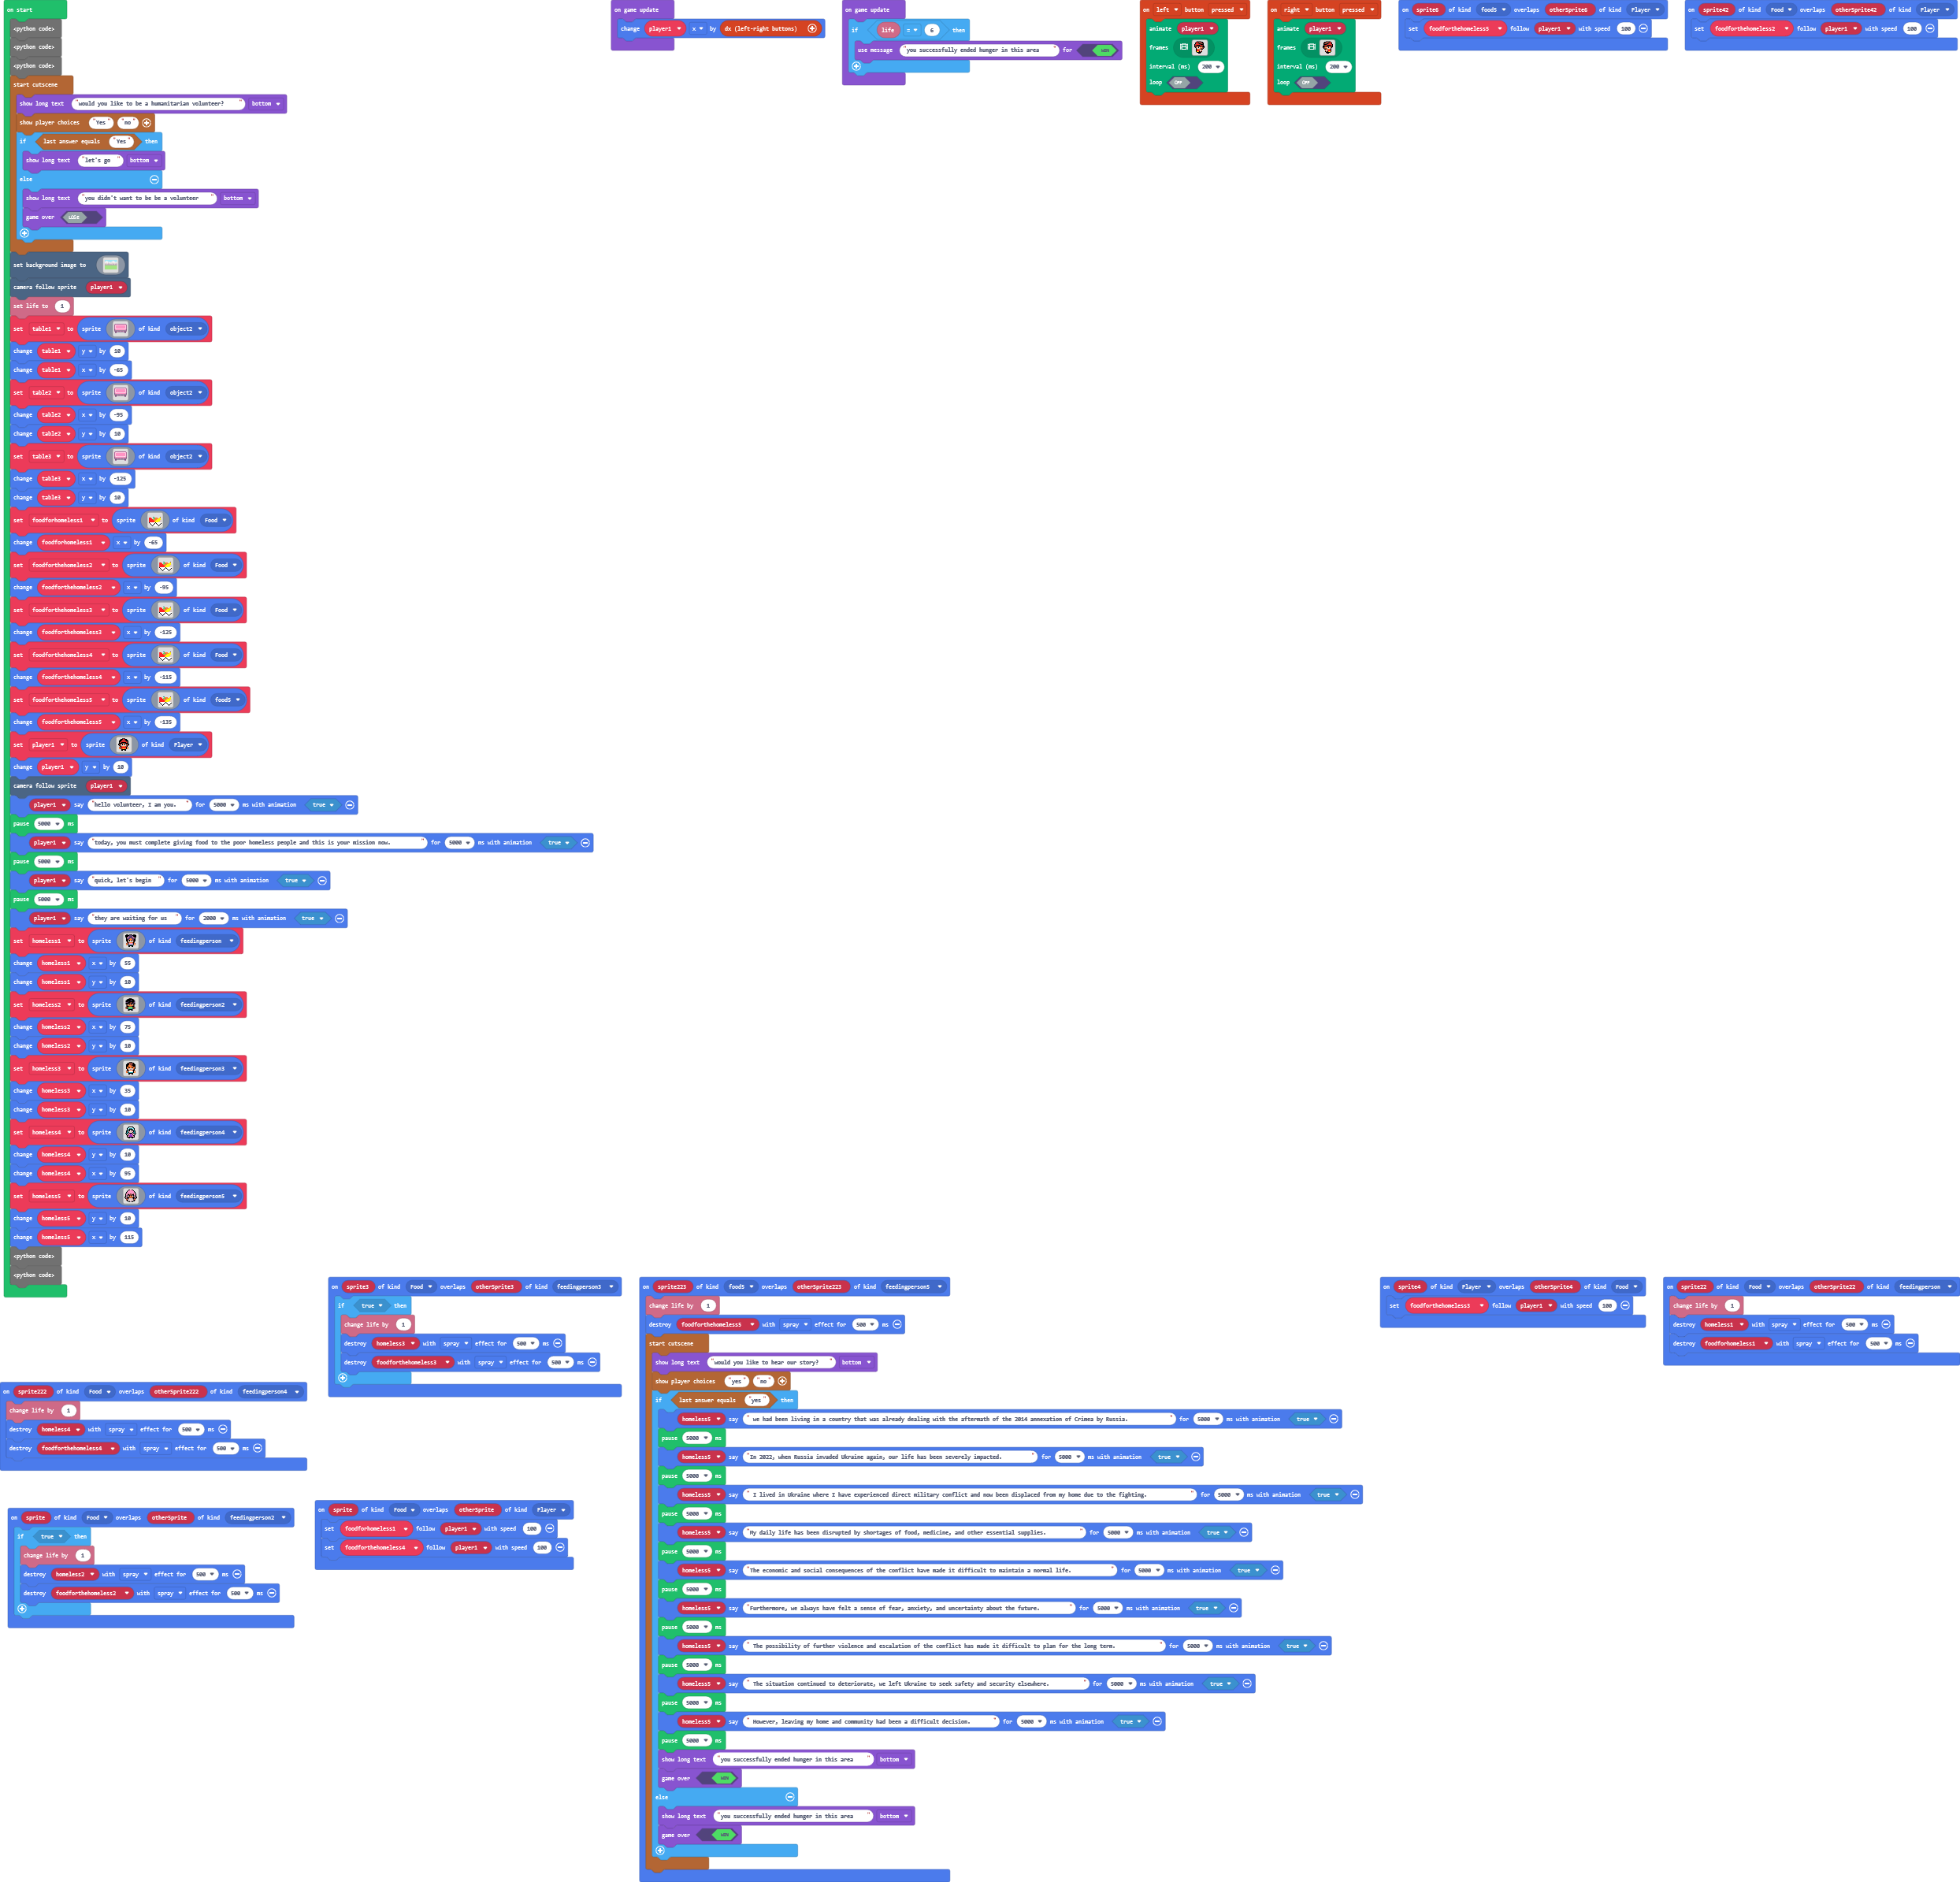 on start
<python code>
<python code>
<python code>
start cutscene
show long text "would you like to be a humanitarian volunteer?" bottom
show player choices "Yes" "no"
if last answer equals "Yes" then
show long text "let's go" bottom
else
show long text "you didn't want to be be a volunteer" bottom
game over LOSE
set background image to
camera follow sprite player1
set life to 1
set table1 to sprite of kind object2
change table1 y by 10
change table1 x by -65
set table2 to sprite of kind object2
change table2 x by -95
change table2 y by 10
set table3 to sprite of kind object2
change table3 x by -125
change table3 y by 10
set foodforhomeless1 to sprite of kind Food
change foodforhomeless1 x by -65
set foodforthehomeless2 to sprite of kind Food
change foodforthehomeless2 x by -95
set foodforthehomeless3 to sprite of kind Food
change foodforthehomeless3 x by -125
set foodforthehomeless4 to sprite of kind Food
change foodforthehomeless4 x by -115
set foodforthehomeless5 to sprite of kind food5
change foodforthehomeless5 x by -135
set player1 to sprite of kind Player
change player1 y by 10
camera follow sprite player1
player1 say "hello volunteer, I am you." for 5000 ms with animation true
pause 5000 ms
player1 say "today, you must complete giving food to the poor homeless people and this is your mission now." for 5000 ms with animation true
pause 5000 ms
player1 say "quick, let's begin" for 5000 ms with animation true
pause 5000 ms
player1 say "they are waiting for us" for 2000 ms with animation true
set homeless1 to sprite of kind feedingperson
change homeless1 x by 55
change homeless1 y by 10
set homeless2 to sprite of kind feedingperson2
change homeless2 x by 75
change homeless2 y by 10
set homeless3 to sprite of kind feedingperson3
change homeless3 x by 35
change homeless3 y by 10
set homeless4 to sprite of kind feedingperson4
change homeless4 y by 10
change homeless4 x by 95
set homeless5 to sprite of kind feedingperson5
change homeless5 y by 10
change homeless5 x by 115
<python code>
<python code>
on game update
change player1 x by dx (left-right buttons)
on game update
if life = 6 then
use message "you successfully ended hunger in this area" for WIN
on left button pressed
animate player1
frames
interval (ms) 200
loop OFF
on right button pressed
animate player1
frames
interval (ms) 200
loop OFF
on sprite6 of kind food5 overlaps otherSprite6 of kind Player
set foodforthehomeless5 follow player1 with speed 100
on sprite42 of kind Food overlaps otherSprite42 of kind Player
set foodforthehomeless2 follow player1 with speed 100
on sprite3 of kind Food overlaps otherSprite3 of kind feedingperson3
if true then
change life by 1
destroy homeless3 with spray effect for 500 ms
destroy foodforthehomeless3 with spray effect for 500 ms
on sprite223 of kind food5 overlaps otherSprite223 of kind feedingperson5
change life by 1
destroy foodforthehomeless5 with spray effect for 500 ms
start cutscene
show long text "would you like to hear our story?" bottom
show player choices "yes" "no"
if last answer equals "yes" then
homeless5 say " we had been living in a country that was already dealing with the aftermath of the 2014 annexation of Crimea by Russia." for 5000 ms with animation true
pause 5000 ms
homeless5 say "In 2022, when Russia invaded Ukraine again, our life has been severely impacted." for 5000 ms with animation true
pause 5000 ms
homeless5 say " I lived in Ukraine where I have experienced direct military conflict and now been displaced from my home due to the fighting." for 5000 ms with animation true
pause 5000 ms
homeless5 say "My daily life has been disrupted by shortages of food, medicine, and other essential supplies." for 5000 ms with animation true
pause 5000 ms
homeless5 say "The economic and social consequences of the conflict have made it difficult to maintain a normal life." for 5000 ms with animation true
pause 5000 ms
homeless5 say "Furthermore, we always have felt a sense of fear, anxiety, and uncertainty about the future." for 5000 ms with animation true
pause 5000 ms
homeless5 say " The possibility of further violence and escalation of the conflict has made it difficult to plan for the long term." for 5000 ms with animation true
pause 5000 ms
homeless5 say " The situation continued to deteriorate, we left Ukraine to seek safety and security elsewhere." for 5000 ms with animation true
pause 5000 ms
homeless5 say " However, leaving my home and community had been a difficult decision." for 5000 ms with animation true
pause 5000 ms
show long text "you successfully ended hunger in this area" bottom
game over WIN
else
show long text "you successfully ended hunger in this area" bottom
game over WIN
on sprite4 of kind Player overlaps otherSprite4 of kind Food
set foodforthehomeless3 follow player1 with speed 100
on sprite22 of kind Food overlaps otherSprite22 of kind feedingperson
change life by 1
destroy homeless1 with spray effect for 500 ms
destroy foodforhomeless1 with spray effect for 500 ms
on sprite222 of kind Food overlaps otherSprite222 of kind feedingperson4
change life by 1
destroy homeless4 with spray effect for 500 ms
destroy foodforthehomeless4 with spray effect for 500 ms
on sprite of kind Food overlaps otherSprite of kind feedingperson2
if true then
change life by 1
destroy homeless2 with spray effect for 500 ms
destroy foodforthehomeless2 with spray effect for 500 ms
on sprite of kind Food overlaps otherSprite of kind Player
set foodforhomeless1 follow player1 with speed 100
set foodforthehomeless4 follow player1 with speed 100